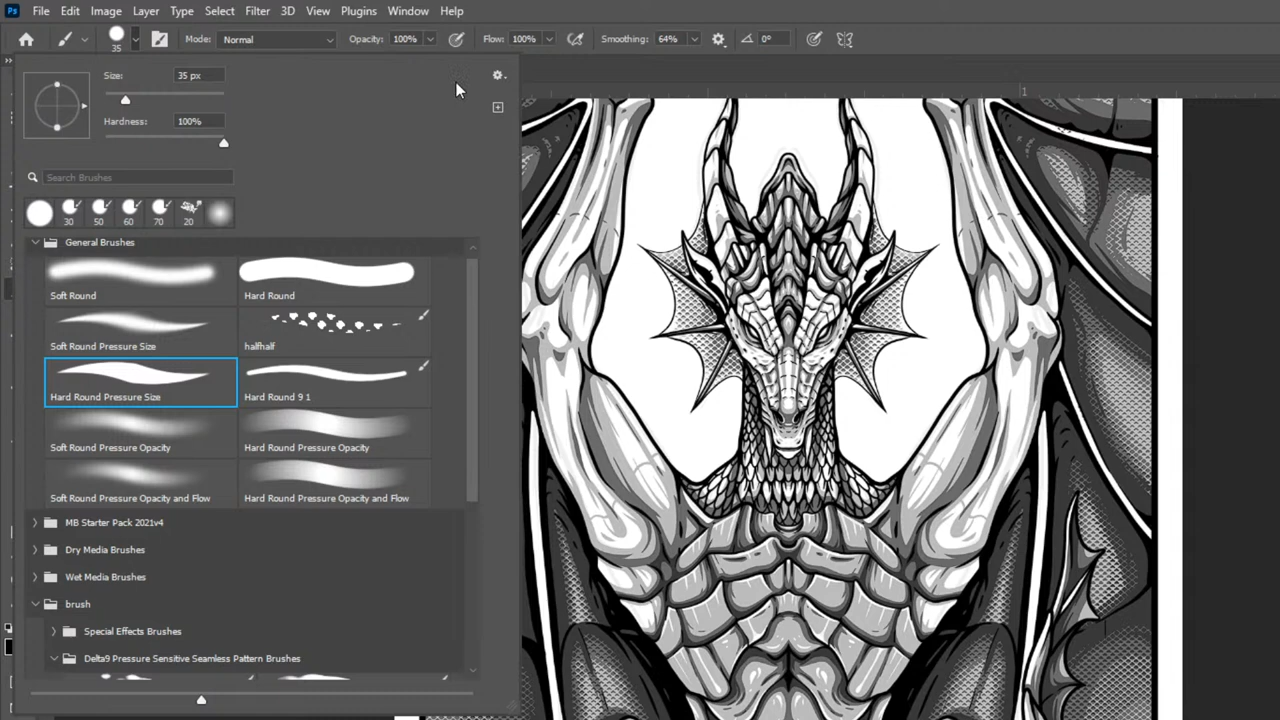 Ps File Edit Image Layer Type Select Filter 3D View Plugins Window Help
35 Mode: Normal Opacity: 100% Flow: 100% Smoothing: 64% 0°
Size: 35 px
Hardness: 100%
Search Brushes
30 50 60 70 20
General Brushes
Soft Round Hard Round
Soft Round Pressure Size halfhalf
Hard Round Pressure Size Hard Round 9 1
Soft Round Pressure Opacity Hard Round Pressure Opacity
Soft Round Pressure Opacity and Flow Hard Round Pressure Opacity and Flow
MB Starter Pack 2021v4
Dry Media Brushes
Wet Media Brushes
brush
Special Effects Brushes
Delta9 Pressure Sensitive Seamless Pattern Brushes
1